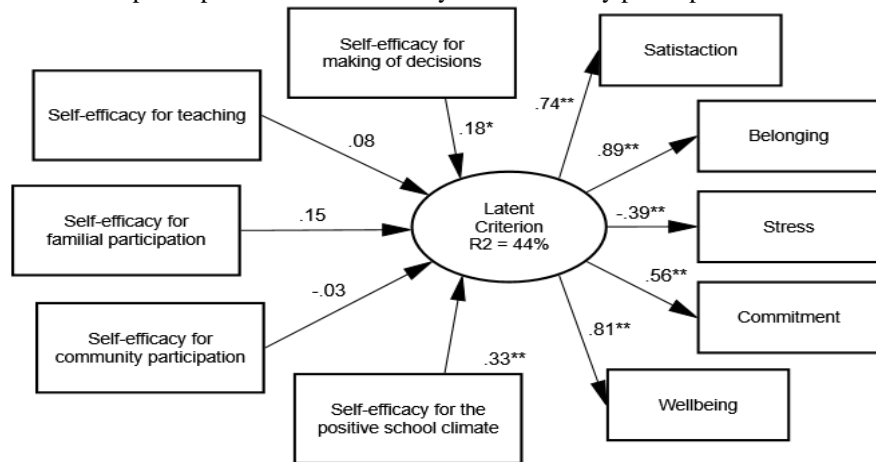 Self-efficacy for
making of decisions
Satistaction
Self-efficacy for teaching
.74**
.18*
.08
.89**
Belonging
Self-efficacy for
familial participation
.15
Latent
Criterion
R2 = 44%
-.39**
Stress
-.03
.56**
Self-efficacy for
community participation
.81**
Commitment
.33**
Self-efficacy for the
positive school climate
Wellbeing